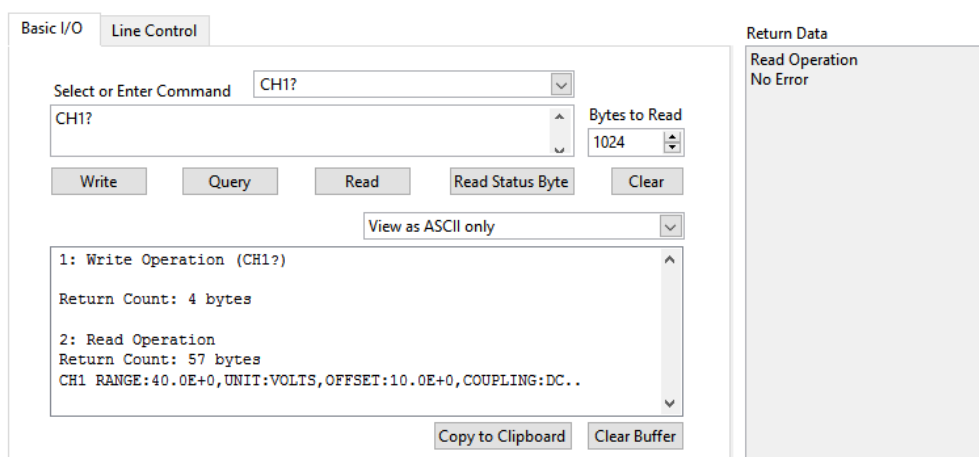 Basic I/O
Line Control
Select or Enter Command
CH1?
CH1?
Bytes to Read
1024
Write
Query
Read
Read Status Byte
Clear
View as ASCII only
1: Write Operation (CH1?)
Return Count: 4 bytes
2: Read Operation
Return Count: 57 bytes
CH1 RANGE:40.0E+0,UNIT:VOLTS,OFFSET:10.0E+0,COUPLING:DC..
Copy to Clipboard
Clear Buffer
Return Data
Read Operation
No Error